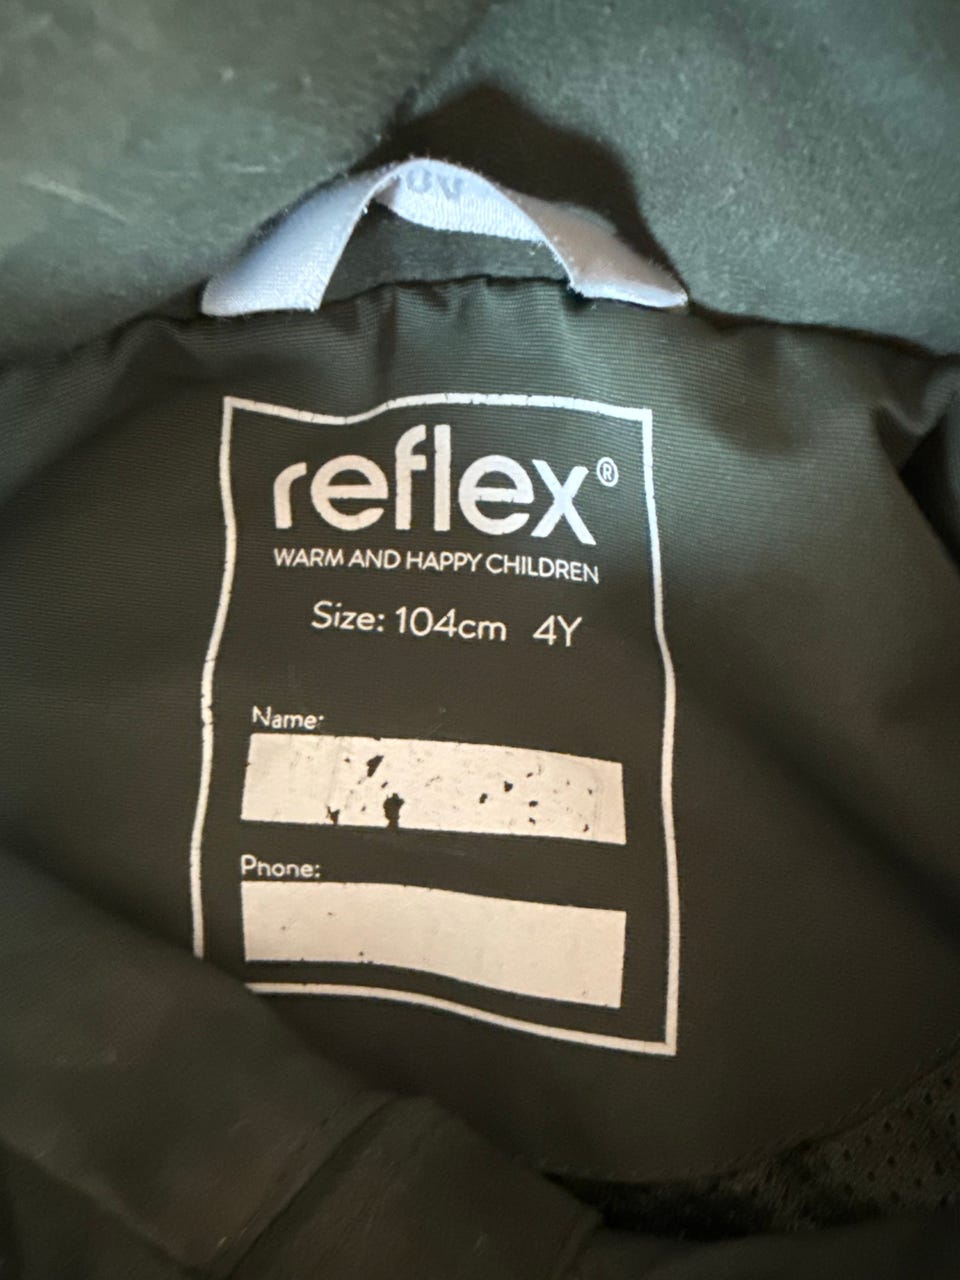 reflex®
WARM AND HAPPY CHILDREN
Size: 104cm 4Y
Name:
Phone: